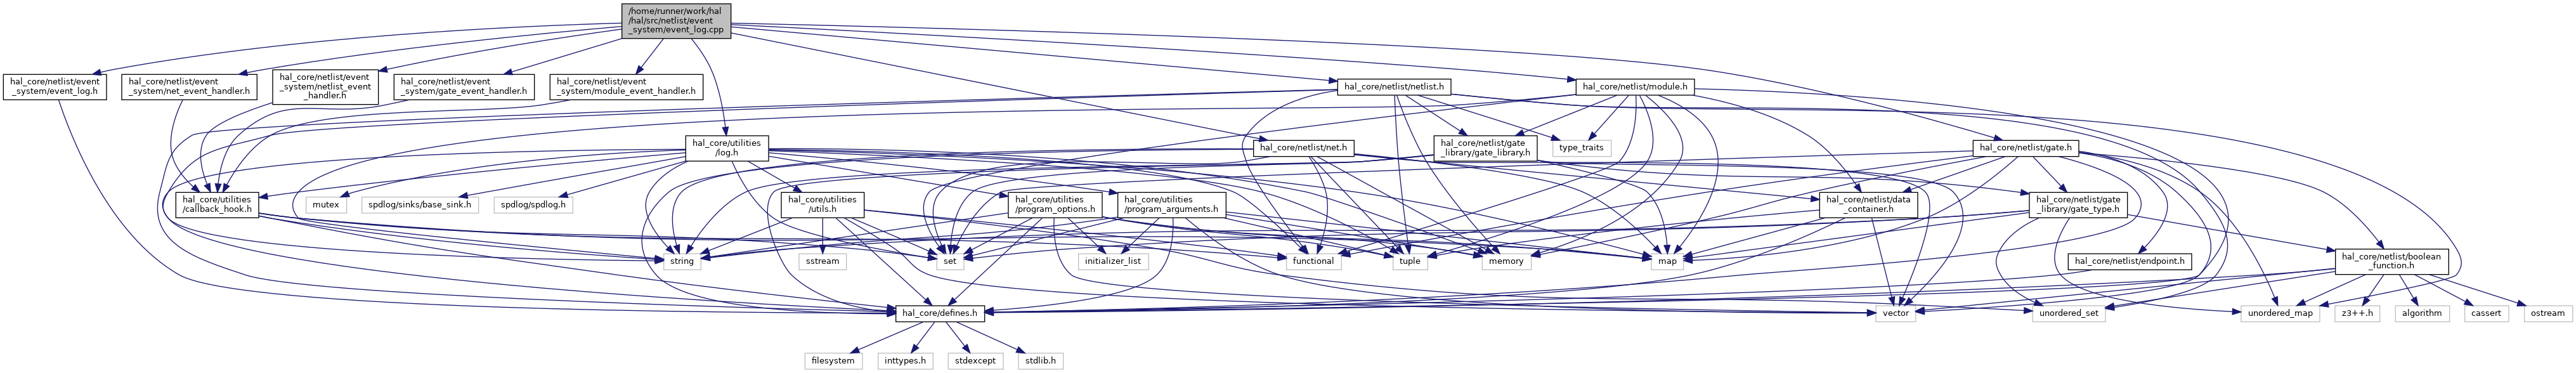 /home/runner/work/hal
/hal/src/netlist/event
_system/event_log.cpp
hal_core/netlist/event
_system/event_log.h
hal_core/netlist/event
_system/net_event_handler.h
hal_core/netlist/event
_system/netlist_event
_handler.h
hal_core/netlist/event
_system/gate_event_handler.h
hal_core/netlist/event
_system/module_event_handler.h
hal_core/netlist/netlist.h
hal_core/netlist/module.h
hal_core/utilities
/log.h
hal_core/netlist/net.h
hal_core/netlist/gate
_library/gate_library.h
type_traits
hal_core/netlist/gate.h
hal_core/utilities
/callback_hook.h
mutex
spdlog/sinks/base_sink.h
spdlog/spdlog.h
hal_core/utilities
/utils.h
hal_core/utilities
/program_options.h
hal_core/utilities
/program_arguments.h
hal_core/netlist/data
_container.h
hal_core/netlist/gate
_library/gate_type.h
string
sstream
set
initializer_list
functional
tuple
memory
map
hal_core/netlist/endpoint.h
hal_core/netlist/boolean
_function.h
hal_core/defines.h
vector
unordered_set
unordered_map
z3++.h
algorithm
cassert
ostream
filesystem
inttypes.h
stdexcept
stdlib.h